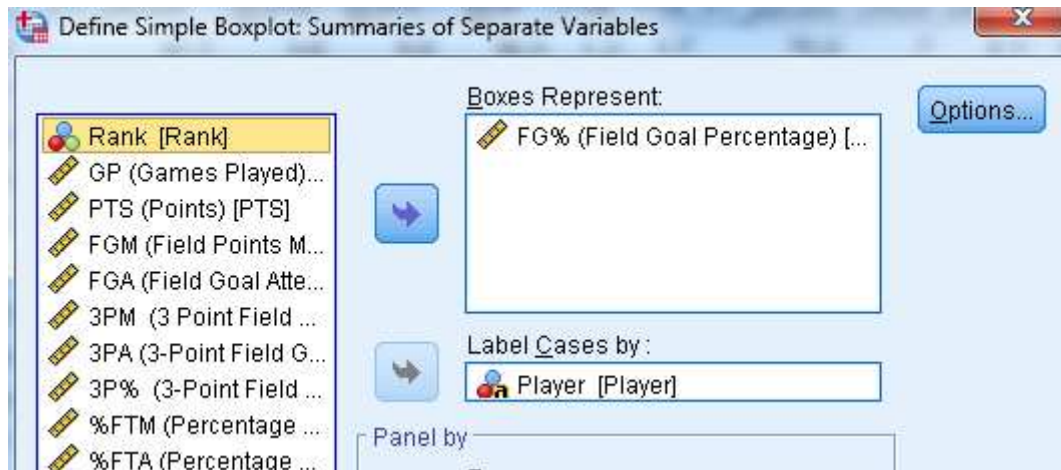 Define Simple Boxplot: Summaries of Separate Variables
Rank [Rank]
GP (Games Played)...
PTS (Points) [PTS]
FGM (Field Points M...
FGA (Field Goal Atte...
3PM (3 Point Field ...
3PA (3-Point Field G...
3P% (3-Point Field ...
%FTM (Percentage ...
%FTA (Percentage ...
Boxes Represent:
FG% (Field Goal Percentage) [...
Label Cases by:
Player [Player]
Panel by
Options...